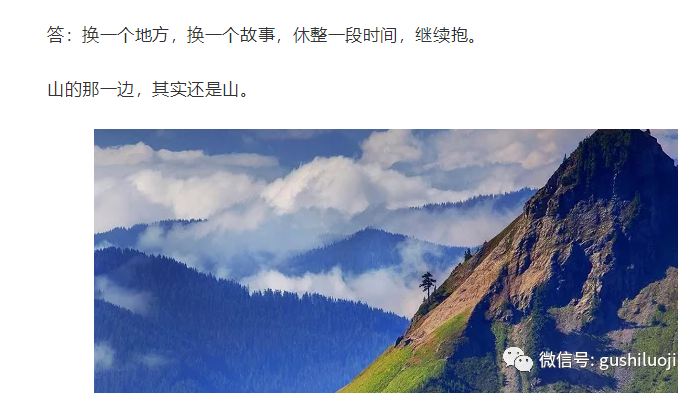 答：换一个地方，换一个故事，休整一段时间，继续抱。
山的那一边，其实还是山。
微信号: gushiluoji